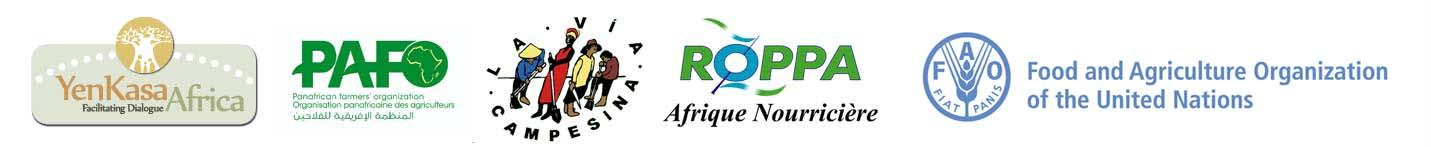 YenKasa
Africa
Facilitating Dialogue
PAFO
Panafrican farmers' organization
Organisation panafricaine des agriculteurs
المنظمة الإفريقية للفلاحين
LA VIA CAMPESINA
ROPPA
Afrique Nourricière
F A O
FIAT PANIS
Food and Agriculture Organization
of the United Nations